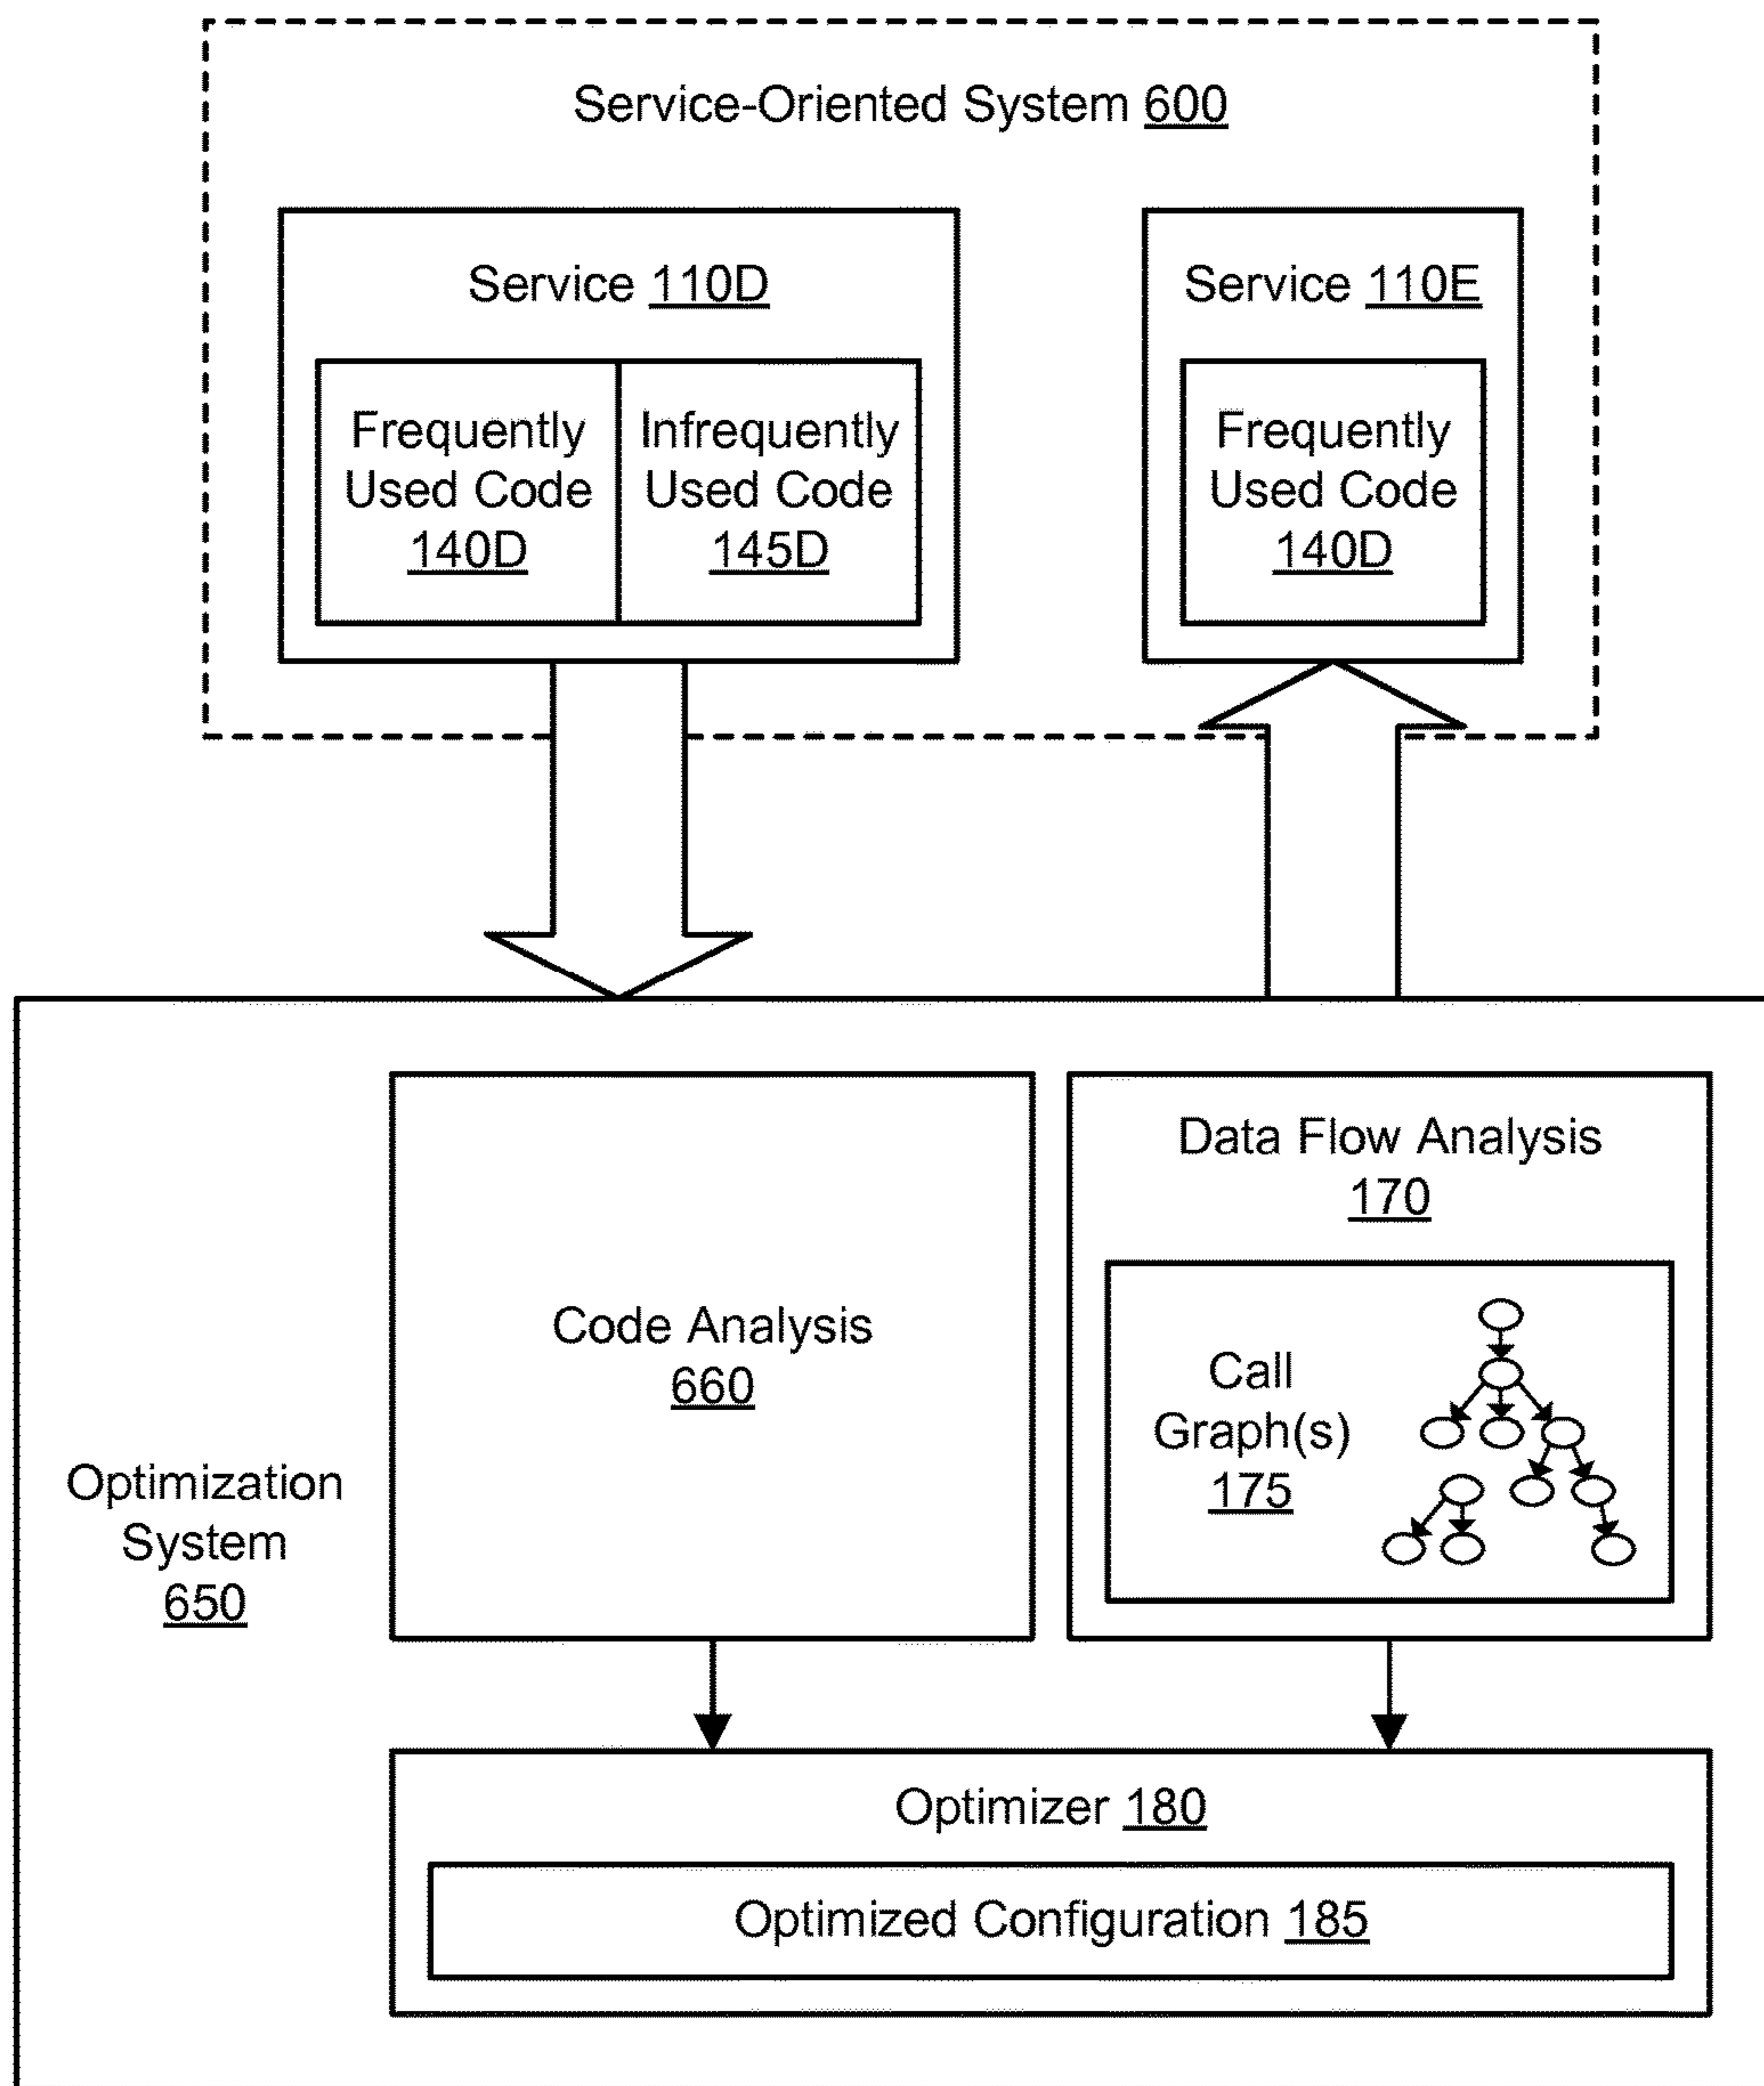 Service-Oriented System 600
Service 110D
Frequently
Used Code
140D
Infrequently
Used Code
145D
Service 110E
Frequently
Used Code
140D
Optimization
System
650
Code Analysis
660
Data Flow Analysis
170
Call
Graph(s)
175
Optimizer 180
Optimized Configuration 185